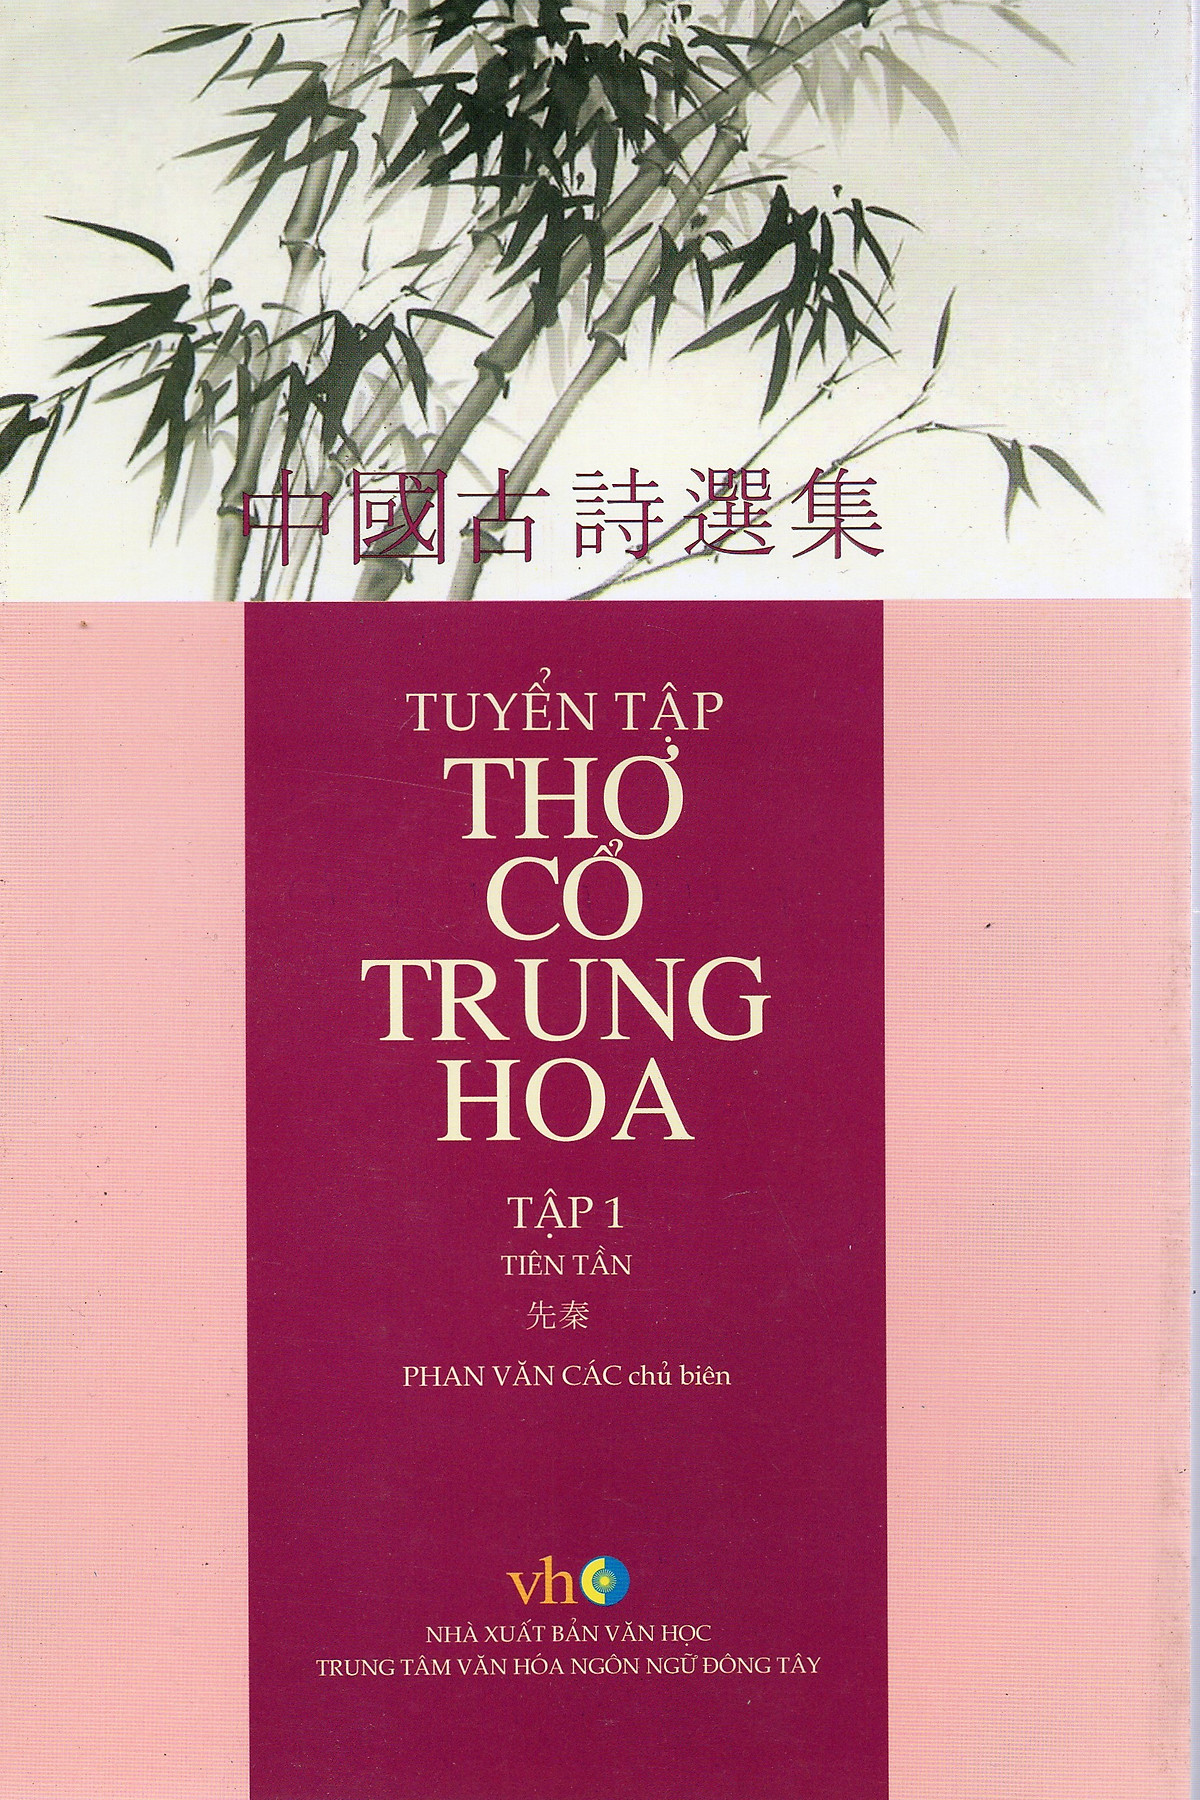 中國古詩選集
TUYỂN TẬP
THƠ
CỔ
TRUNG
HOA
TẬP 1
TIÊN TẦN
先秦
PHAN VĂN CÁC chủ biên
vh
NHÀ XUẤT BẢN VĂN HỌC
TRUNG TÂM VĂN HÓA NGÔN NGỮ ĐÔNG TÂY